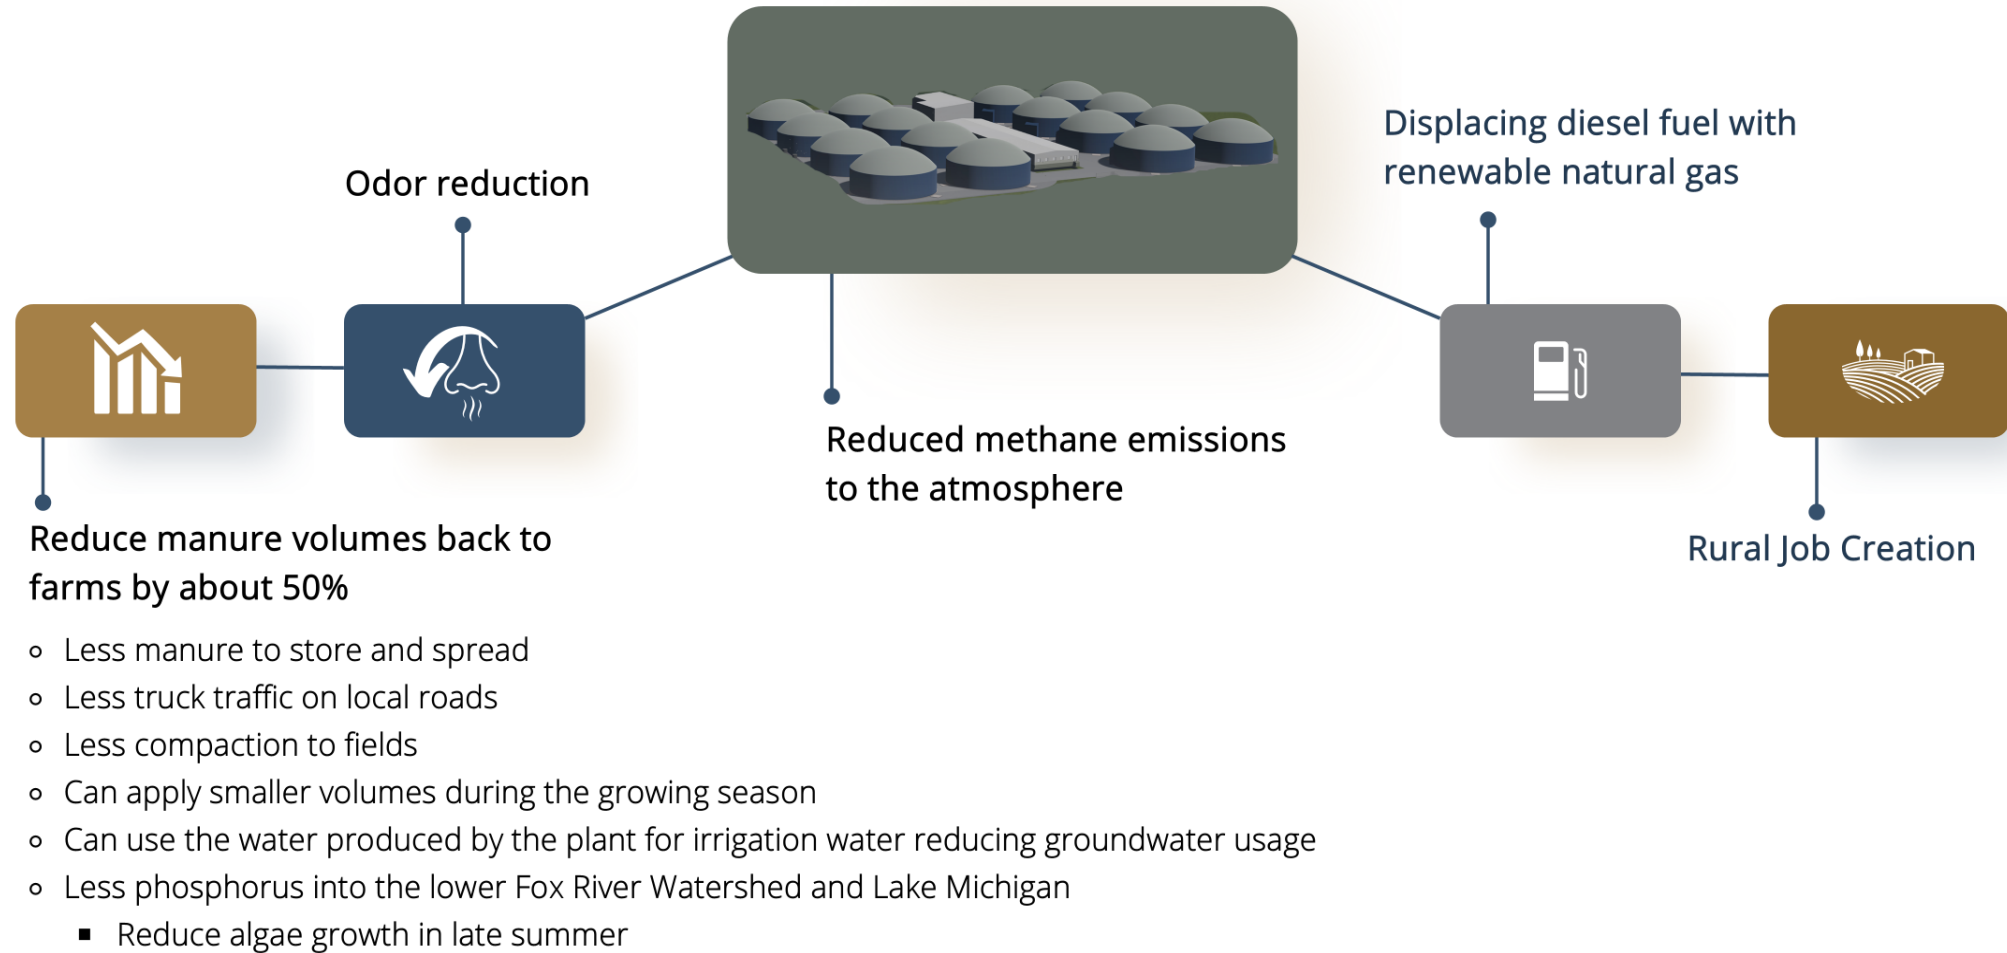 Odor reduction
Displacing diesel fuel with
renewable natural gas
Reduced methane emissions
to the atmosphere
Rural Job Creation
Reduce manure volumes back to
farms by about 50%
Less manure to store and spread
Less truck traffic on local roads
Less compaction to fields
Can apply smaller volumes during the growing season
Can use the water produced by the plant for irrigation water reducing groundwater usage
Less phosphorus into the lower Fox River Watershed and Lake Michigan
Reduce algae growth in late summer